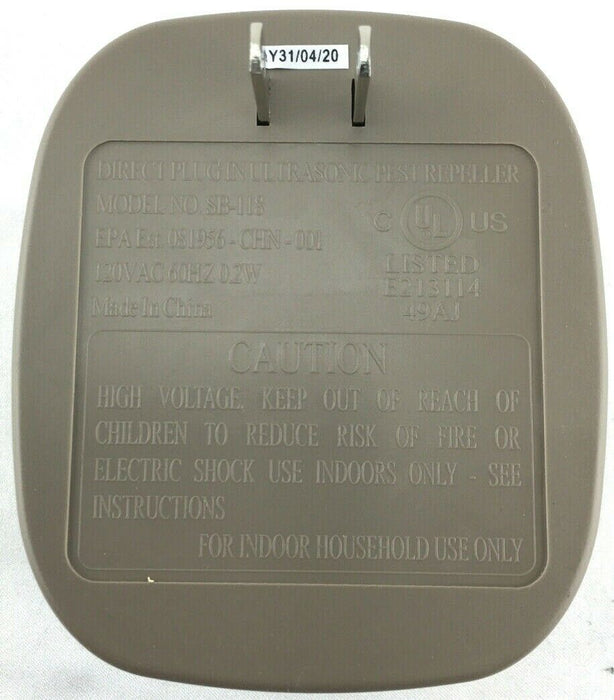 Y31/04/20
DIRECT PLUG IN ULTRASONIC PEST REPELLER
MODEL NO. SB-118
EPA Est. 081956 - CHN - 001
120VAC 60HZ 0.2W
Made In China
C UL US
LISTED
E213114
49AJ
CAUTION
HIGH VOLTAGE, KEEP OUT OF REACH OF
CHILDREN TO REDUCE RISK OF FIRE OR
ELECTRIC SHOCK USE INDOORS ONLY - SEE
INSTRUCTIONS
FOR INDOOR HOUSEHOLD USE ONLY